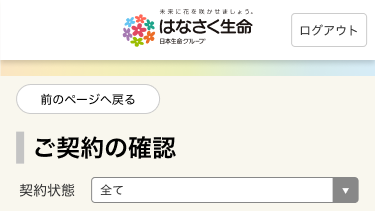 未来に花を咲かせましょう。
はなさく生命
日本生命グループ
ログアウト
前のページへ戻る
ご契約の確認
契約状態
全て